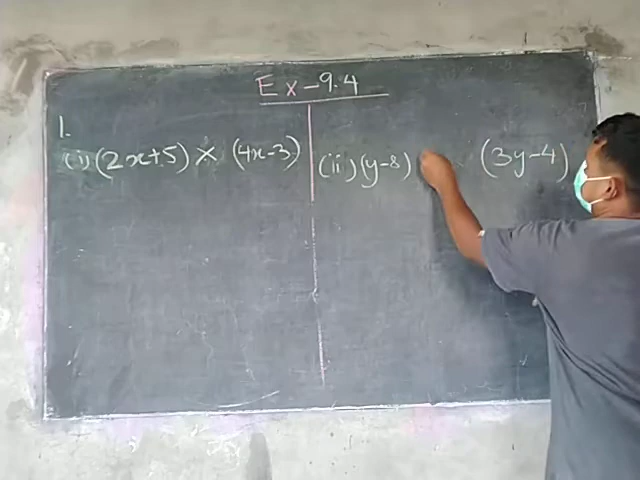 Ex-9.4
1.
(i) (2x+5) × (4x-3)
(ii) (y-8) (3y-4)